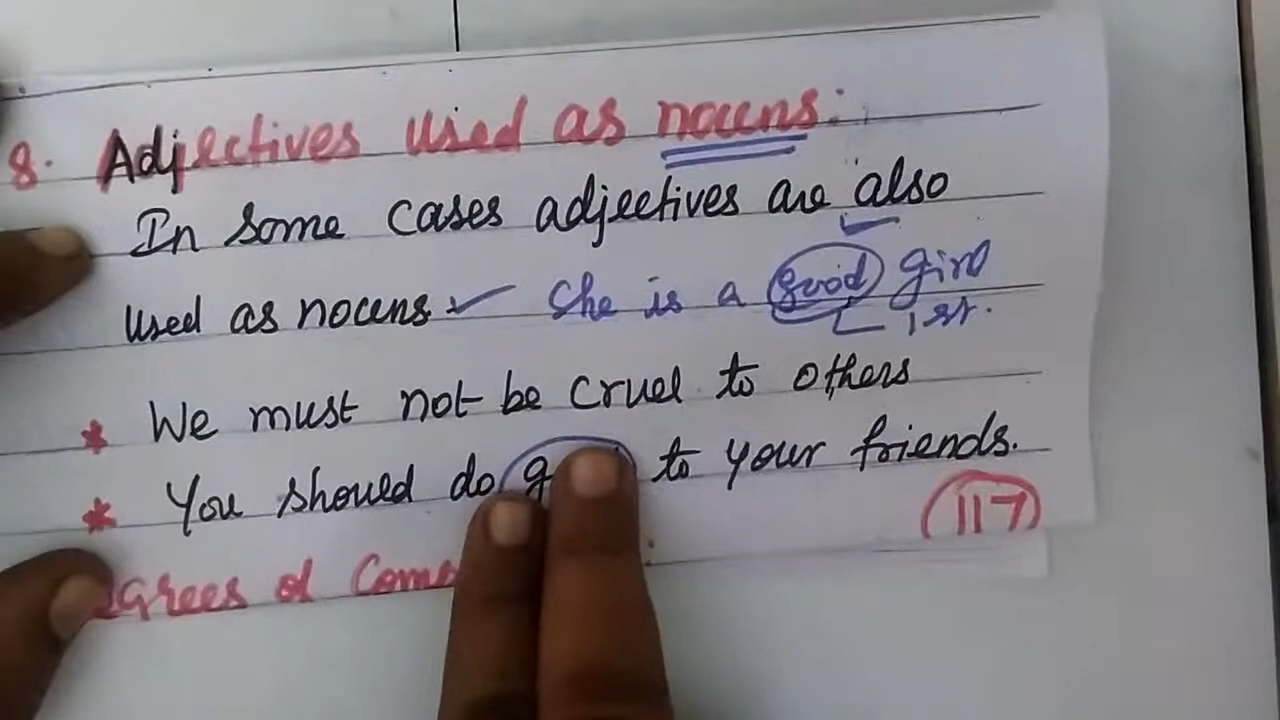 8. Adjectives used as nouns:
In some cases adjectives are also
used as nouns She is a good girl
1st.
* We must not be cruel to others
* You should do to your friends.
117
of